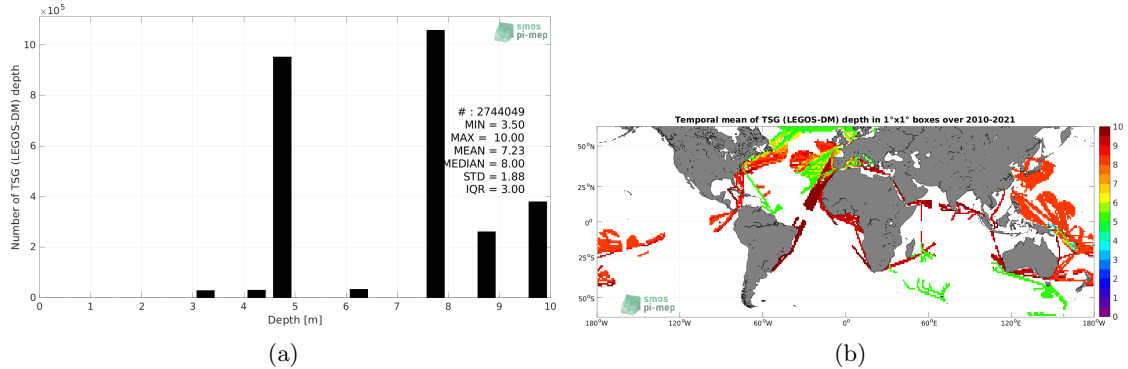 ×10⁵
10
8
6
4
2
0
Number of TSG (LEGOS-DM) depth
smos
pi-mep
# : 2744049
MIN = 3.50
MAX = 10.00
MEAN = 7.23
MEDIAN = 8.00
STD = 1.88
IQR = 3.00
0 1 2 3 4 5 6 7 8 9 10
Depth [m]
(a)
Temporal mean of TSG (LEGOS-DM) depth in 1°x1° boxes over 2010-2021
50°N
25°N
0°
25°S
50°S
180°W 120°W 60°W 0° 60°E 120°E 180°W
smos
pi-mep
10
9
8
7
6
5
4
3
2
1
0
(b)